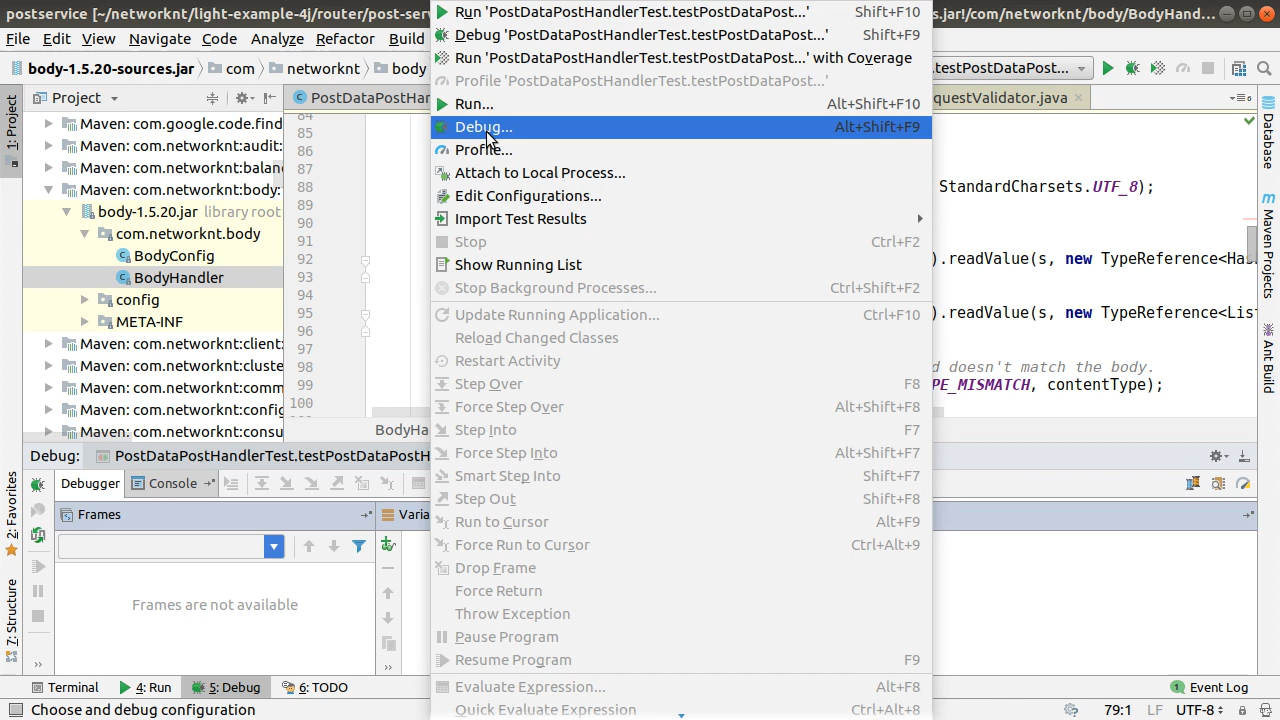 postservice [~/networknt/light-example-4j/router/post-serv
.jar!/com/networknt/body/BodyHand...
File Edit View Navigate Code Analyze Refactor Build
body-1.5.20-sources.jar com networknt body
testPostDataPost...
1: Project
Project
PostDataPostHan
questValidator.java
Maven: com.google.code.find
Maven: com.networknt:audit:
Maven: com.networknt:balan
Maven: com.networknt:body:
body-1.5.20.jar library root
com.networknt.body
BodyConfig
BodyHandler
config
META-INF
Maven: com.networknt:client:
Maven: com.networknt:cluste
Maven: com.networknt:comm
Maven: com.networknt:config
Maven: com.networknt:consu
84
85
86
87
88
89
90
91
92
93
94
95
96
97
98
99
100
StandardCharsets.UTF_8);
).readValue(s, new TypeReference<Has
).readValue(s, new TypeReference<List
d doesn't match the body.
PE_MISMATCH, contentType);
BodyHa
Database
Maven Projects
Ant Build
Run 'PostDataPostHandlerTest.testPostDataPost...' Shift+F10
Debug 'PostDataPostHandlerTest.testPostDataPost...' Shift+F9
Run 'PostDataPostHandlerTest.testPostDataPost...' with Coverage
Profile 'PostDataPostHandlerTest.testPostDataPost...'
Run... Alt+Shift+F10
Debug... Alt+Shift+F9
Profile...
Attach to Local Process...
Edit Configurations...
Import Test Results
Stop Ctrl+F2
Show Running List
Stop Background Processes... Ctrl+Shift+F2
Update Running Application... Ctrl+F10
Reload Changed Classes
Restart Activity
Step Over F8
Force Step Over Alt+Shift+F8
Step Into F7
Force Step Into Alt+Shift+F7
Smart Step Into Shift+F7
Step Out Shift+F8
Run to Cursor Alt+F9
Force Run to Cursor Ctrl+Alt+9
Drop Frame
Force Return
Throw Exception
Pause Program
Resume Program F9
Evaluate Expression... Alt+F8
Quick Evaluate Expression Ctrl+Alt+8
Debug: PostDataPostHandlerTest.testPostDataPostH
Debugger Console
Frames
Varia
Frames are not available
2: Favorites
7: Structure
Terminal 4: Run 5: Debug 6: TODO
1 Event Log
Choose and debug configuration
79:1 LF UTF-8